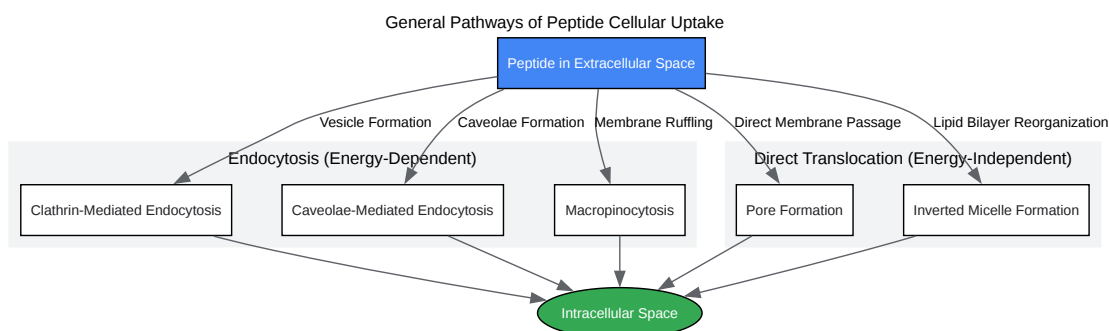 General Pathways of Peptide Cellular Uptake
Peptide in Extracellular Space
Vesicle Formation
Caveolae Formation
Membrane Ruffling
Direct Membrane Passage
Lipid Bilayer Reorganization
Endocytosis (Energy-Dependent)
Direct Translocation (Energy-Independent)
Clathrin-Mediated Endocytosis
Caveolae-Mediated Endocytosis
Macropinocytosis
Pore Formation
Inverted Micelle Formation
Intracellular Space